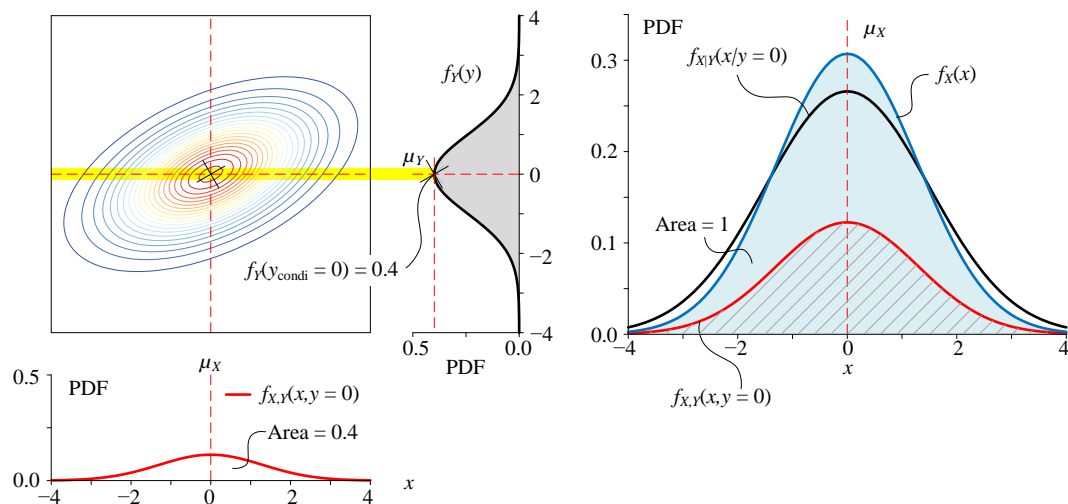 4
f_Y(y)
2
μ_Y
0
f_Y(y_condi = 0) = 0.4
−2
−4
0.5
0.0
PDF
μ_X
0.5
PDF
f_{X,Y}(x,y = 0)
Area = 0.4
0.0
−4
−2
0
2
4
x
PDF
μ_X
0.3
f_{X|Y}(x/y = 0)
f_X(x)
0.2
Area = 1
0.1
0.0
−4
−2
0
2
4
x
f_{X,Y}(x,y = 0)